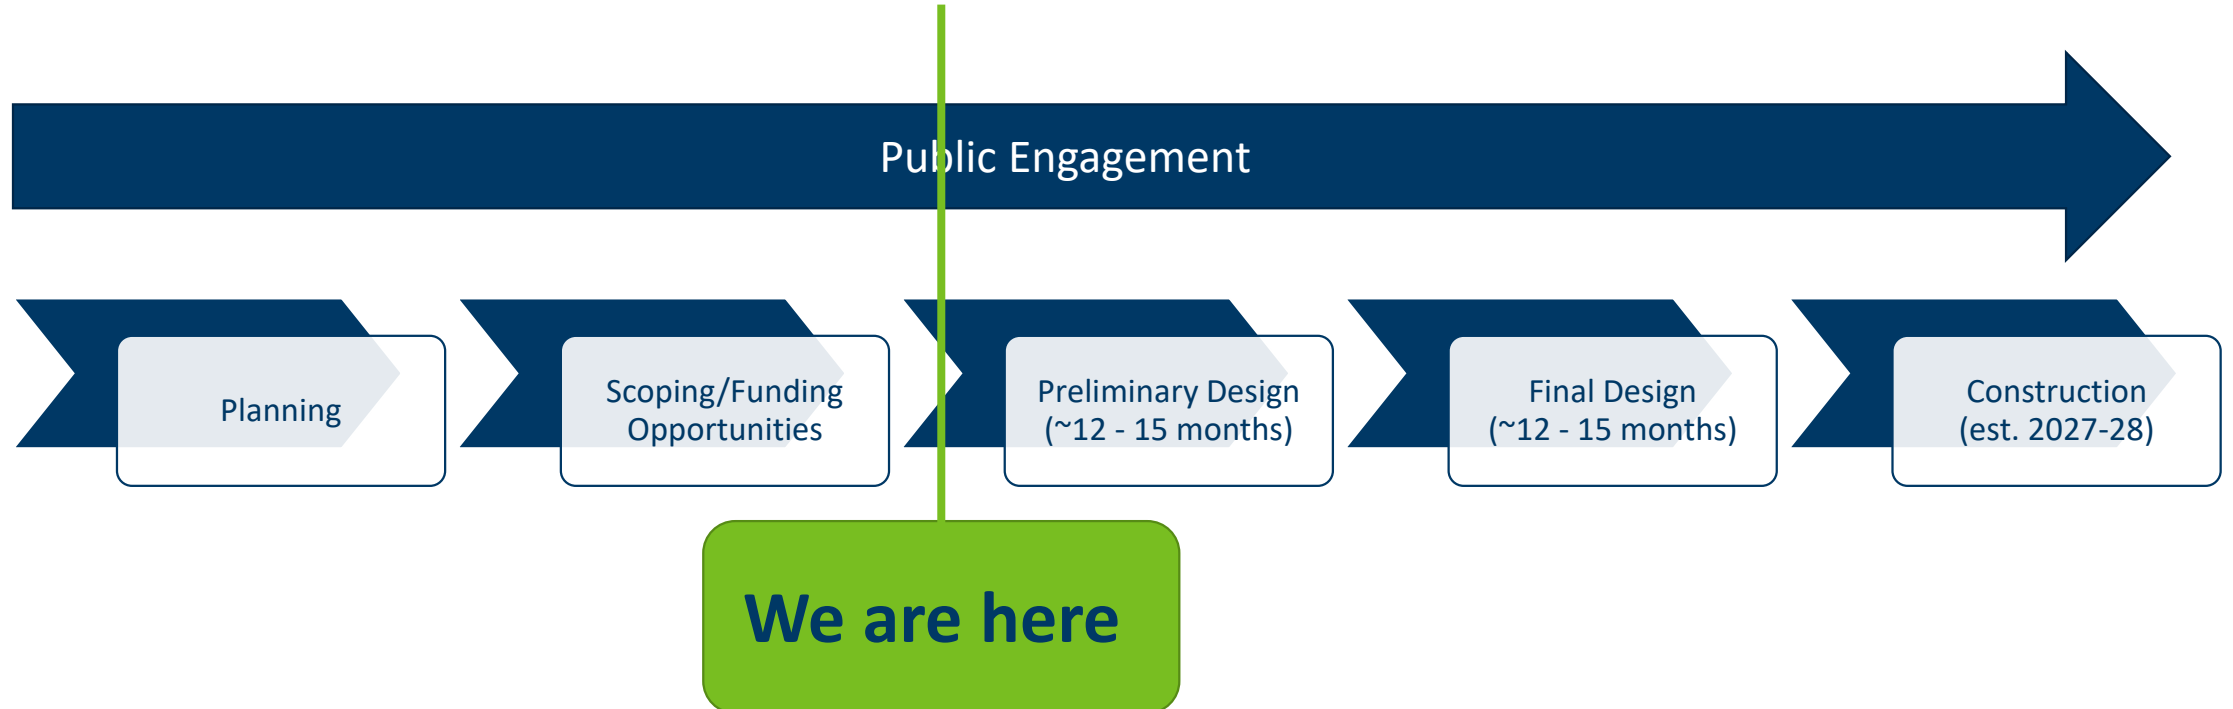 Public Engagement
Planning
Scoping/Funding
Opportunities
Preliminary Design
(~12 - 15 months)
Final Design
(~12 - 15 months)
Construction
(est. 2027-28)
We are here